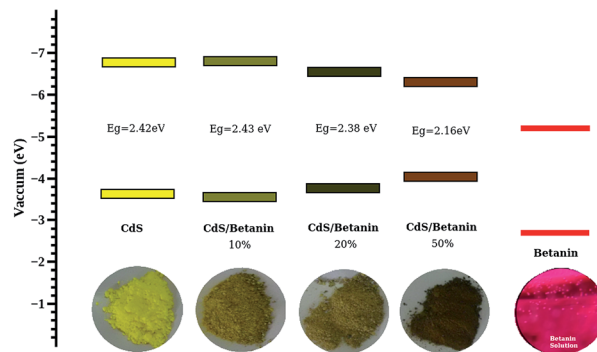 Vaccum (eV)
−7
−6
−5
−4
−3
−2
−1
Eg=2.42eV
Eg=2.43 eV
Eg=2.38 eV
Eg=2.16eV
CdS
CdS/Betanin
10%
CdS/Betanin
20%
CdS/Betanin
50%
Betanin
Betanin
Solution